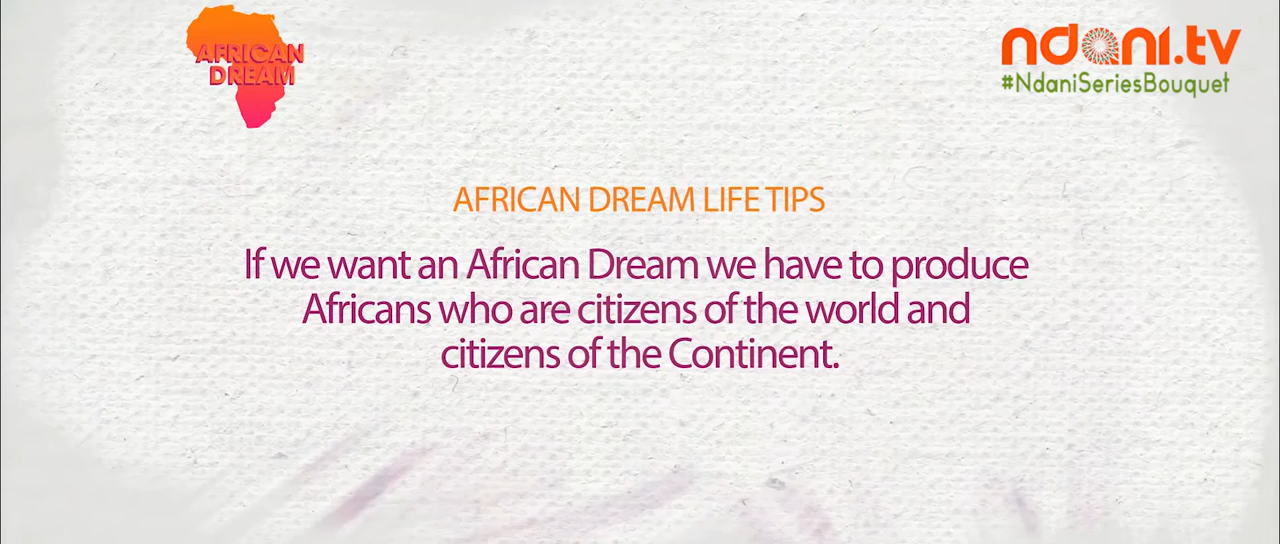 AFRICAN
DREAM
ndani.tv
#NdaniSeriesBouquet
AFRICAN DREAM LIFE TIPS
If we want an African Dream we have to produce
Africans who are citizens of the world and
citizens of the Continent.